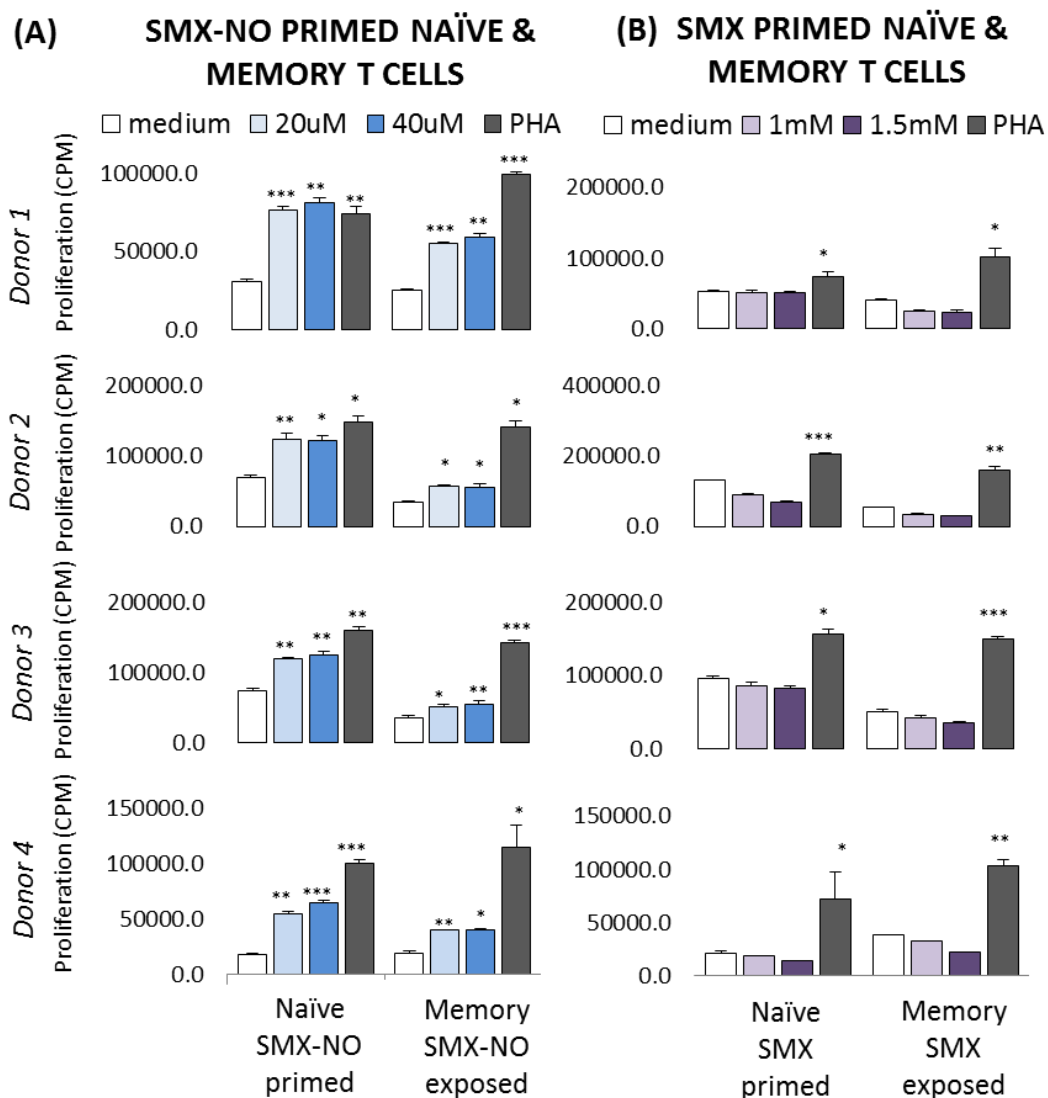 (A) SMX-NO PRIMED NAÏVE &
MEMORY T CELLS
medium 20uM 40uM PHA
Donor 1
Proliferation (CPM)
100000.0
50000.0
0.0
*** ** **
*** ** ***
Donor 2
Proliferation (CPM)
200000.0
100000.0
0.0
** * *
* * *
Donor 3
Proliferation (CPM)
200000.0
100000.0
0.0
** ** **
* ** ***
Donor 4
Proliferation (CPM)
150000.0
100000.0
50000.0
0.0
** *** ***
** * *
Naïve
SMX-NO
primed
Memory
SMX-NO
exposed
(B) SMX PRIMED NAÏVE &
MEMORY T CELLS
medium 1mM 1.5mM PHA
200000.0
100000.0
0.0
* *
400000.0
200000.0
0.0
*** **
200000.0
100000.0
0.0
* ***
150000.0
100000.0
50000.0
0.0
* **
Naïve
SMX
primed
Memory
SMX
exposed